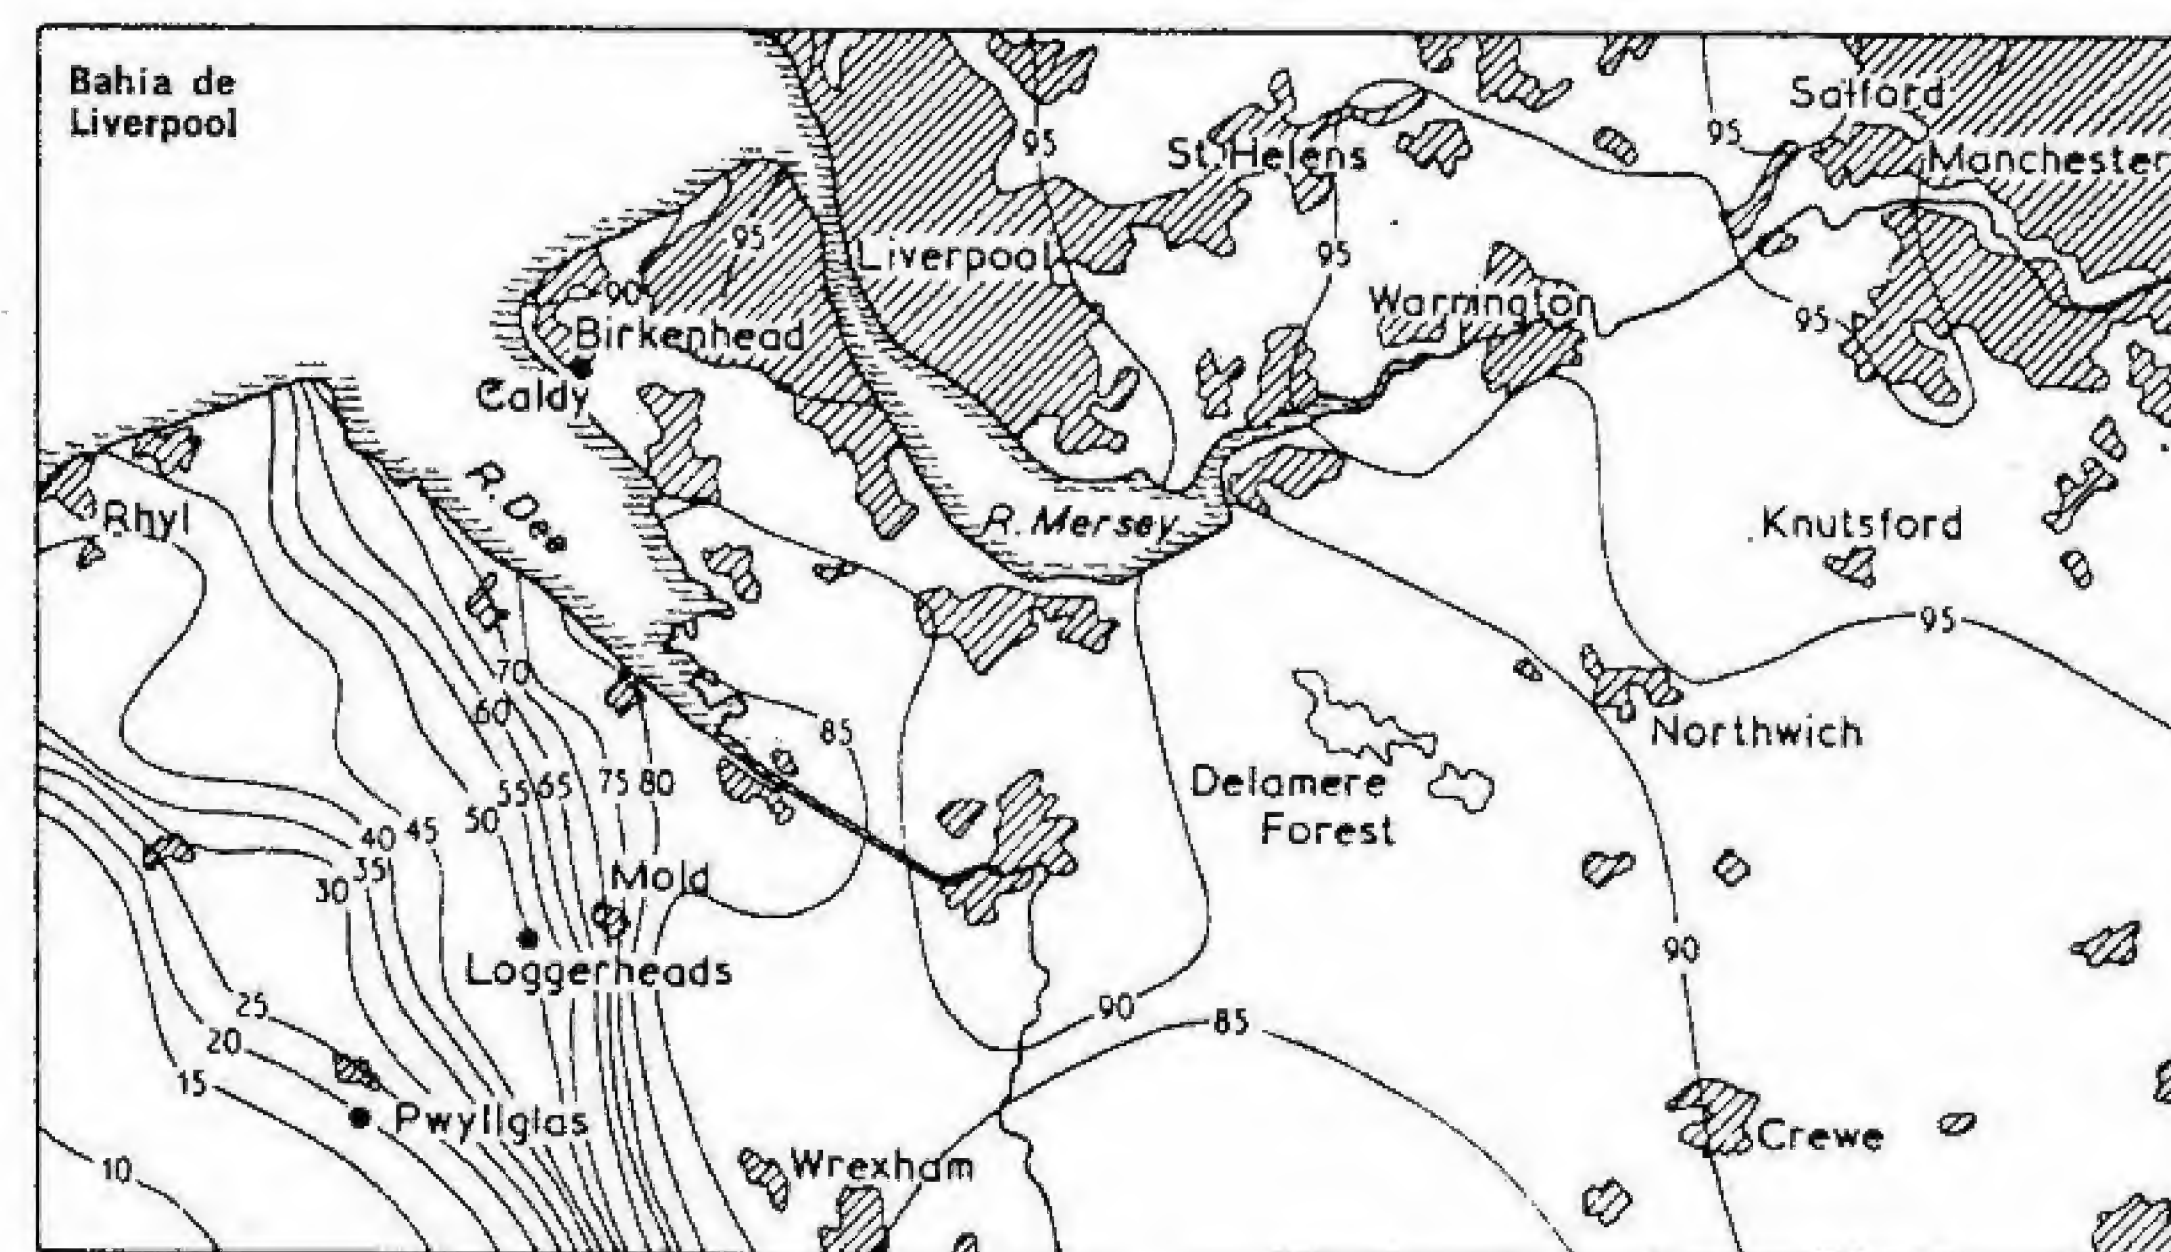 Bahia de
Liverpool
Salford
Manchester
95
95
St. Helens
95
Liverpool
95
90
Warrington
95
Birkenhead
Caldy
R. Dee
Rhyl
R. Mersey
Knutsford
95
70
60
85
Northwich
55
65
75
80
Delamere
Forest
50
40
45
35
30
Mold
90
Loggerheads
25
90
85
20
15
Pwyllglas
Crewe
10
Wrexham